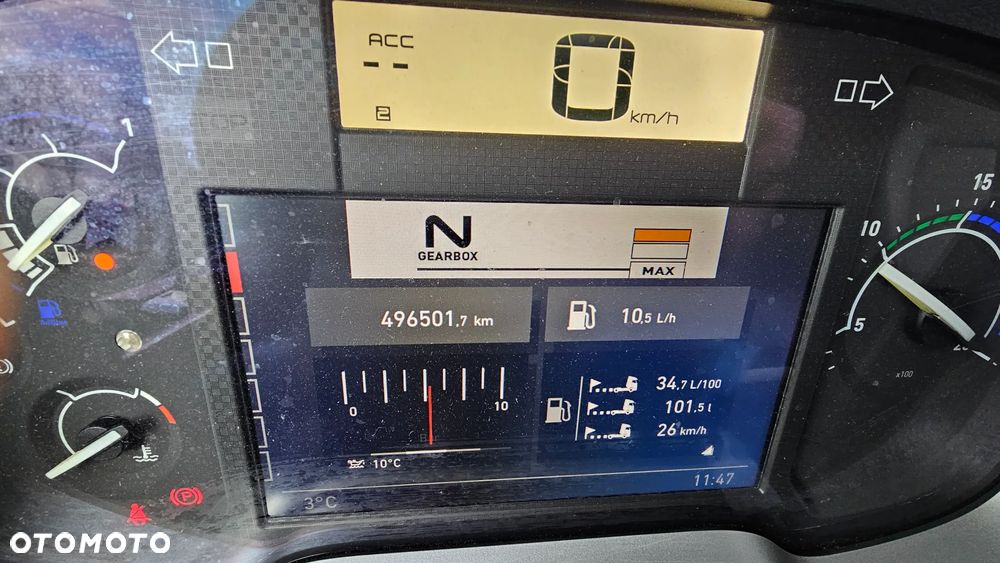 ACC
-- 0 km/h
2
1
N
GEARBOX
MAX
15
10
5
x100
496501,7 km
10,5 L/h
0 10
34,7 L/100
101,5 l
26 km/h
10°C
3°C
11:47
P
OTOMOTO